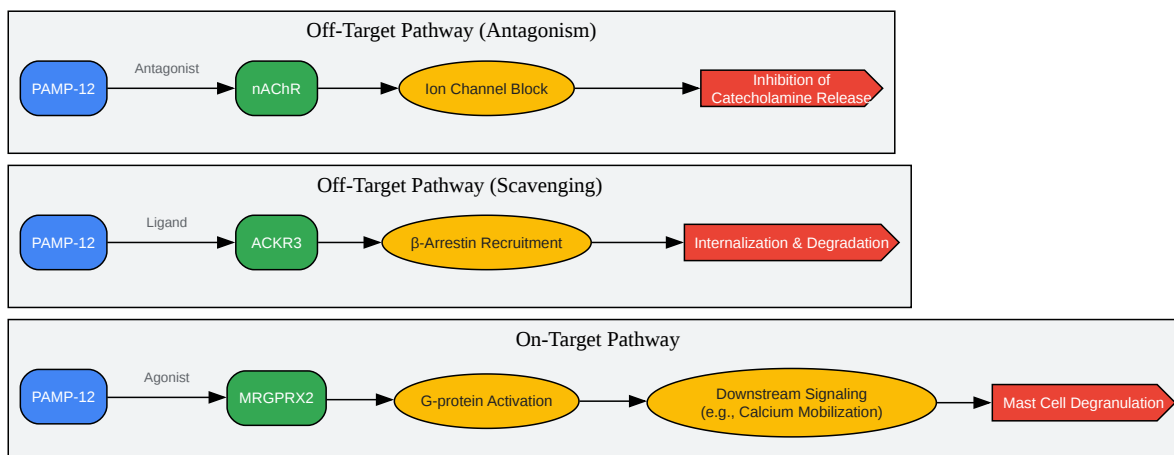 Off-Target Pathway (Antagonism)
PAMP-12
Antagonist
nAChR
Ion Channel Block
Inhibition of
Catecholamine Release
Off-Target Pathway (Scavenging)
PAMP-12
Ligand
ACKR3
β-Arrestin Recruitment
Internalization & Degradation
On-Target Pathway
PAMP-12
Agonist
MRGPRX2
G-protein Activation
Downstream Signaling
(e.g., Calcium Mobilization)
Mast Cell Degranulation